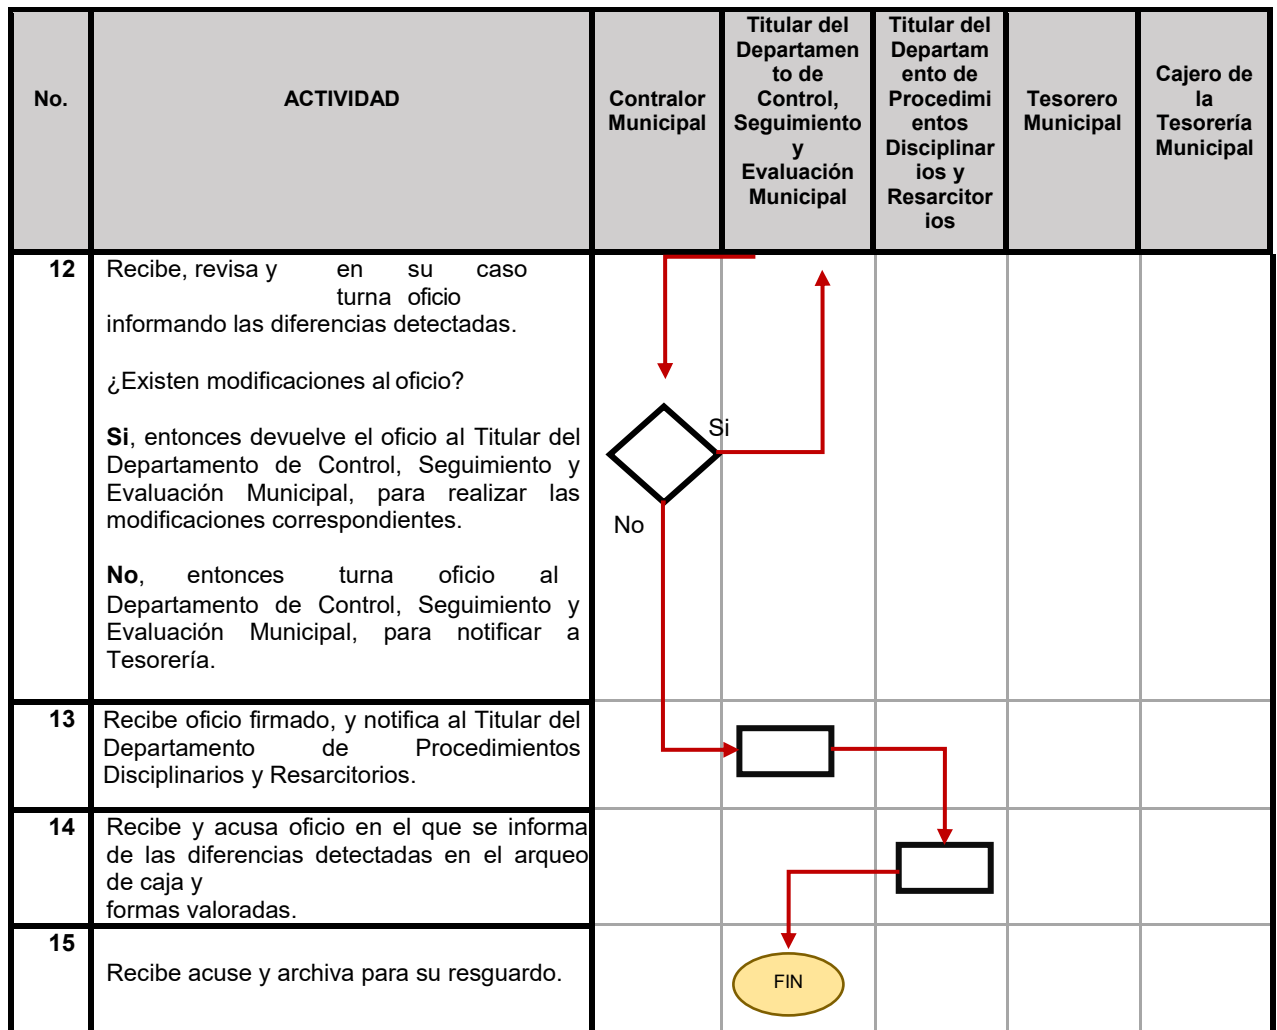 No.
ACTIVIDAD
Contralor
Municipal
Titular del
Departamen
to de
Control,
Seguimiento
y
Evaluación
Municipal
Titular del
Departam
ento de
Procedimi
entos
Disciplinar
ios y
Resarcitor
ios
Tesorero
Municipal
Cajero de
la
Tesorería
Municipal
12
Recibe, revisa y en su caso
turna oficio
informando las diferencias detectadas.
¿Existen modificaciones al oficio?
Si, entonces devuelve el oficio al Titular del
Departamento de Control, Seguimiento y
Evaluación Municipal, para realizar las
modificaciones correspondientes.
No, entonces turna oficio al
Departamento de Control, Seguimiento y
Evaluación Municipal, para notificar a
Tesorería.
Si
No
13
Recibe oficio firmado, y notifica al Titular del
Departamento de Procedimientos
Disciplinarios y Resarcitorios.
14
Recibe y acusa oficio en el que se informa
de las diferencias detectadas en el arqueo
de caja y
formas valoradas.
15
Recibe acuse y archiva para su resguardo.
FIN